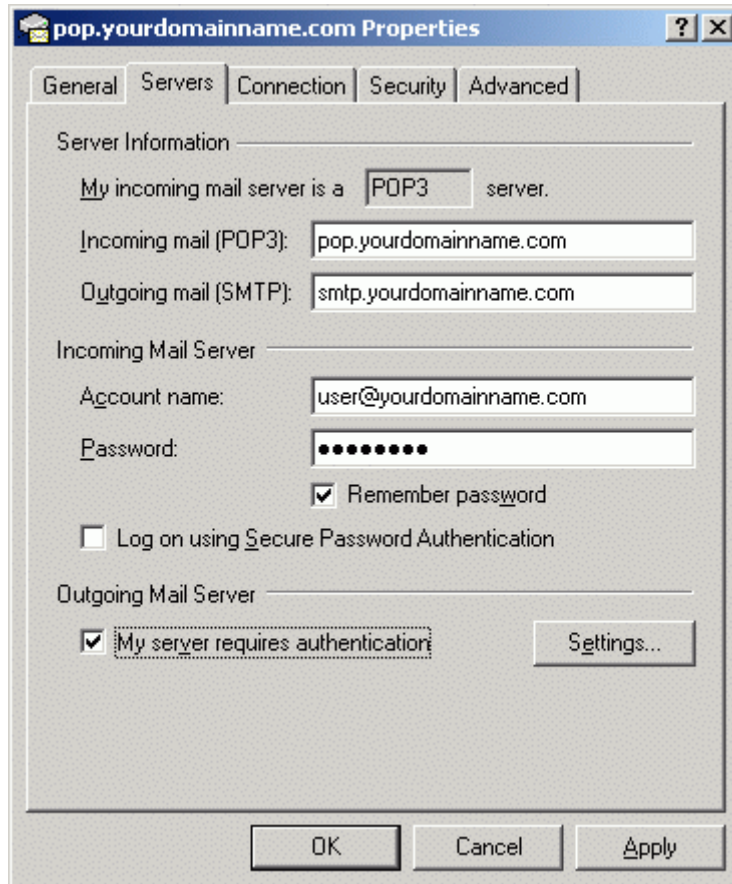 pop.yourdomainname.com Properties
General Servers Connection Security Advanced
Server Information
My incoming mail server is a POP3 server.
Incoming mail (POP3): pop.yourdomainname.com
Outgoing mail (SMTP): smtp.yourdomainname.com
Incoming Mail Server
Account name: user@yourdomainname.com
Password: ●●●●●●●●
Remember password
Log on using Secure Password Authentication
Outgoing Mail Server
My server requires authentication Settings...
OK Cancel Apply